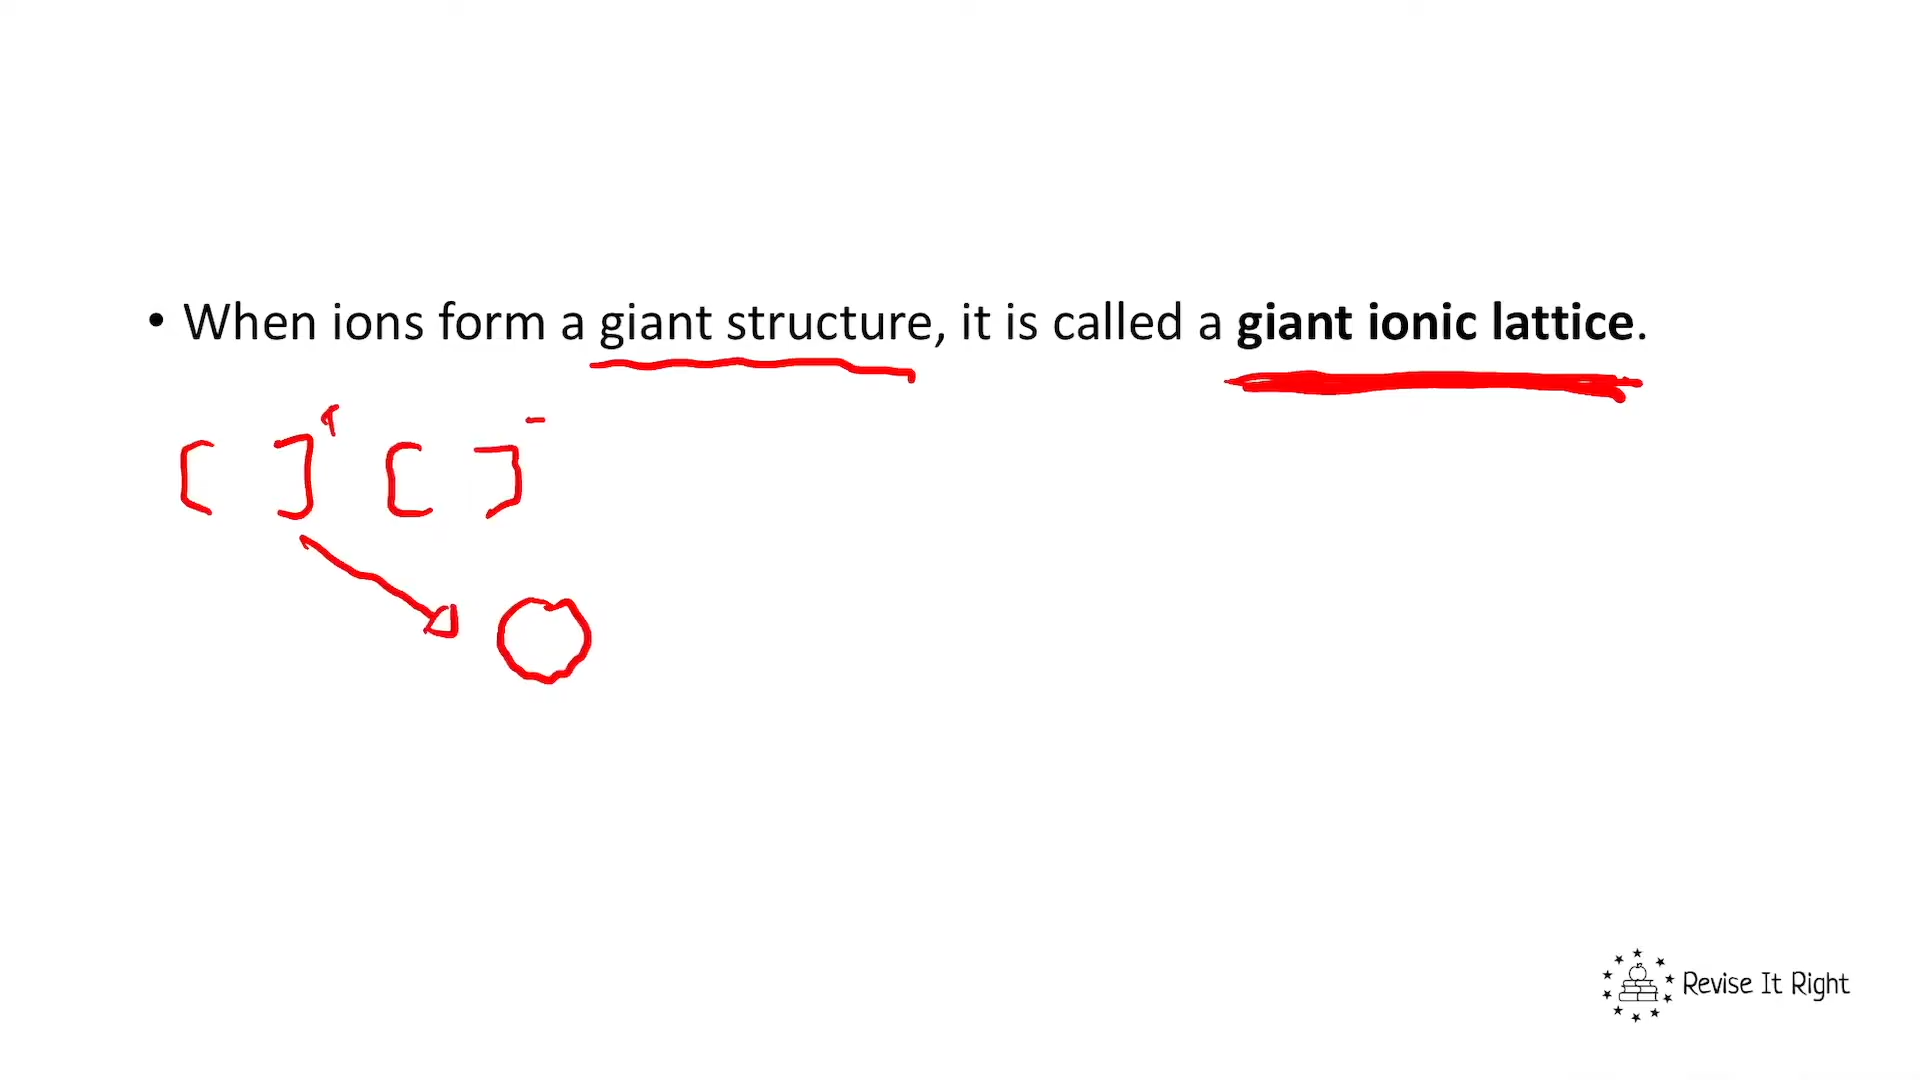 • When ions form a giant structure, it is called a giant ionic lattice.
[ ]⁺ [ ]⁻
Revise It Right